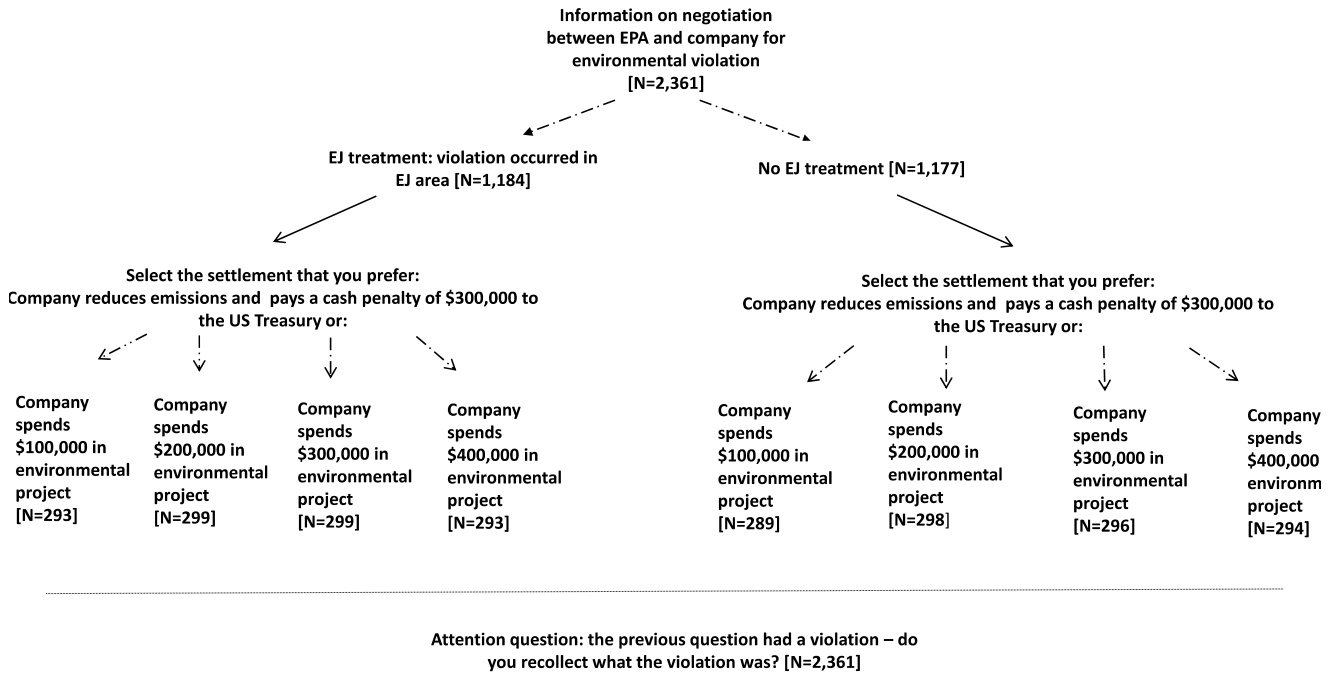 Information on negotiation
between EPA and company for
environmental violation
[N=2,361]
EJ treatment: violation occurred in
EJ area [N=1,184]
No EJ treatment [N=1,177]
Select the settlement that you prefer:
Company reduces emissions and pays a cash penalty of $300,000 to
the US Treasury or:
Select the settlement that you prefer:
Company reduces emissions and pays a cash penalty of $300,000 to
the US Treasury or:
Company
spends
$100,000 in
environmental
project
[N=293]
Company
spends
$200,000 in
environmental
project
[N=299]
Company
spends
$300,000 in
environmental
project
[N=299]
Company
spends
$400,000 in
environmental
project
[N=293]
Company
spends
$100,000 in
environmental
project
[N=289]
Company
spends
$200,000 in
environmental
project
[N=298]
Company
spends
$300,000 in
environmental
project
[N=296]
Company
spends
$400,000
environm
project
[N=294]
Attention question: the previous question had a violation – do
you recollect what the violation was? [N=2,361]